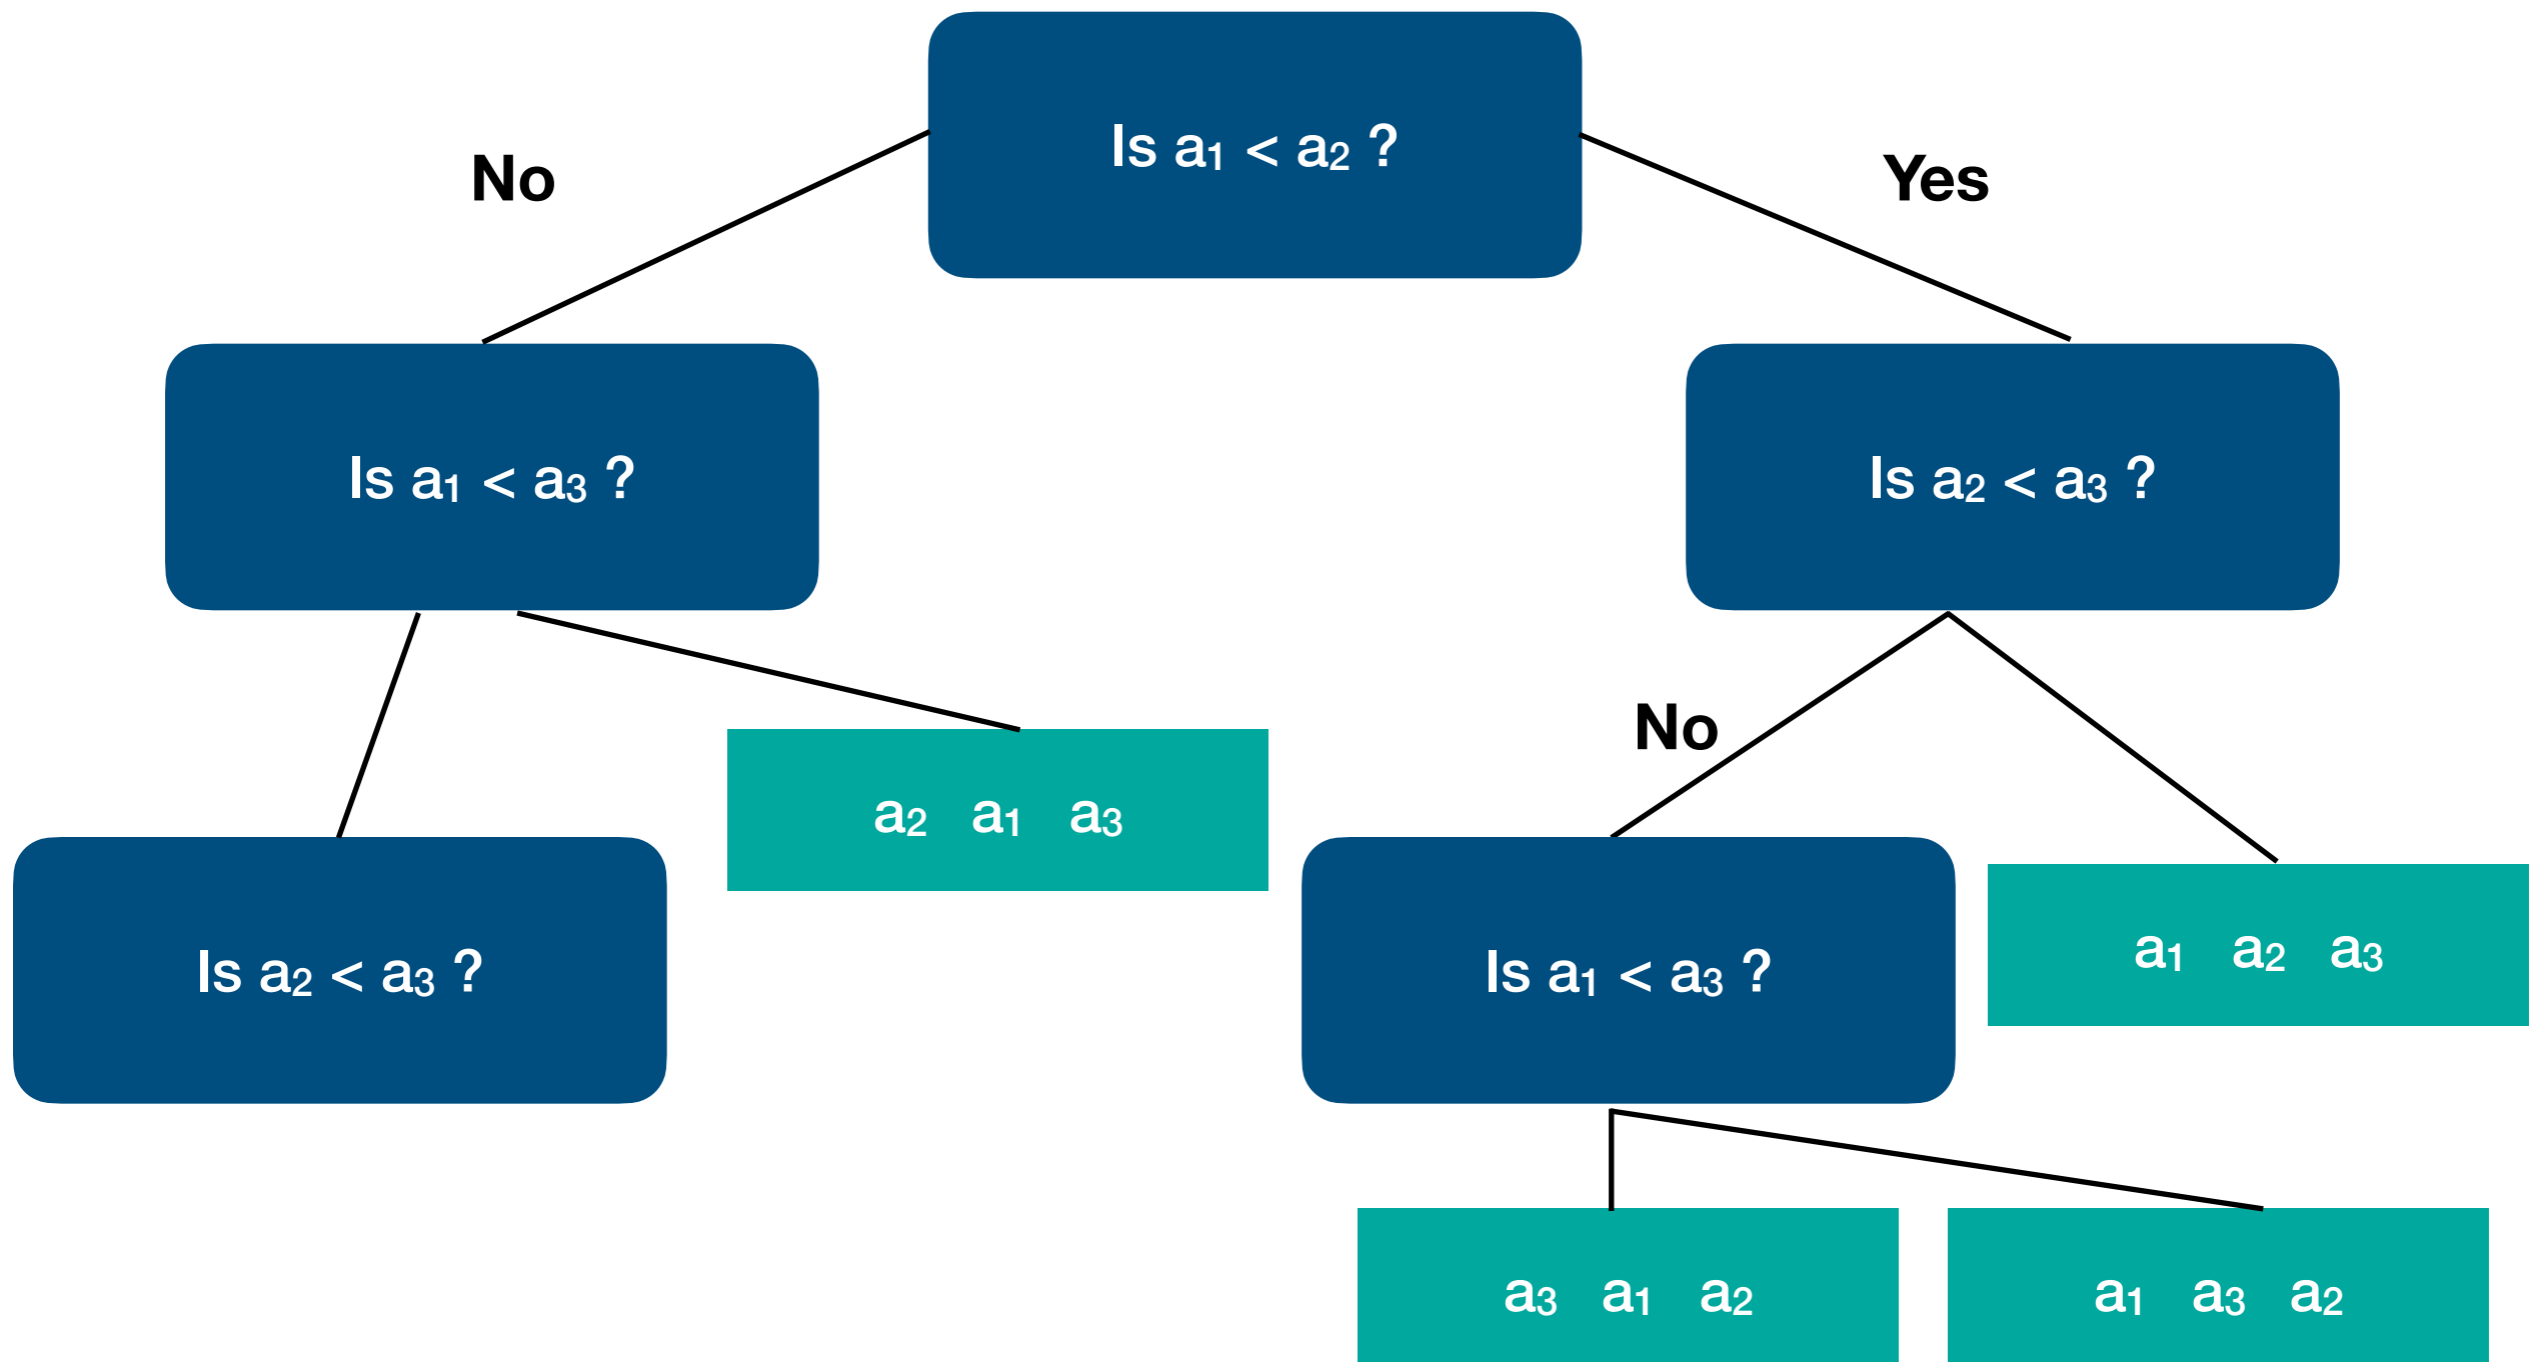 Is a₁ < a₂ ?
No
Yes
Is a₁ < a₃ ?
Is a₂ < a₃ ?
No
a₂ a₁ a₃
Is a₂ < a₃ ?
Is a₁ < a₃ ?
a₁ a₂ a₃
a₃ a₁ a₂
a₁ a₃ a₂